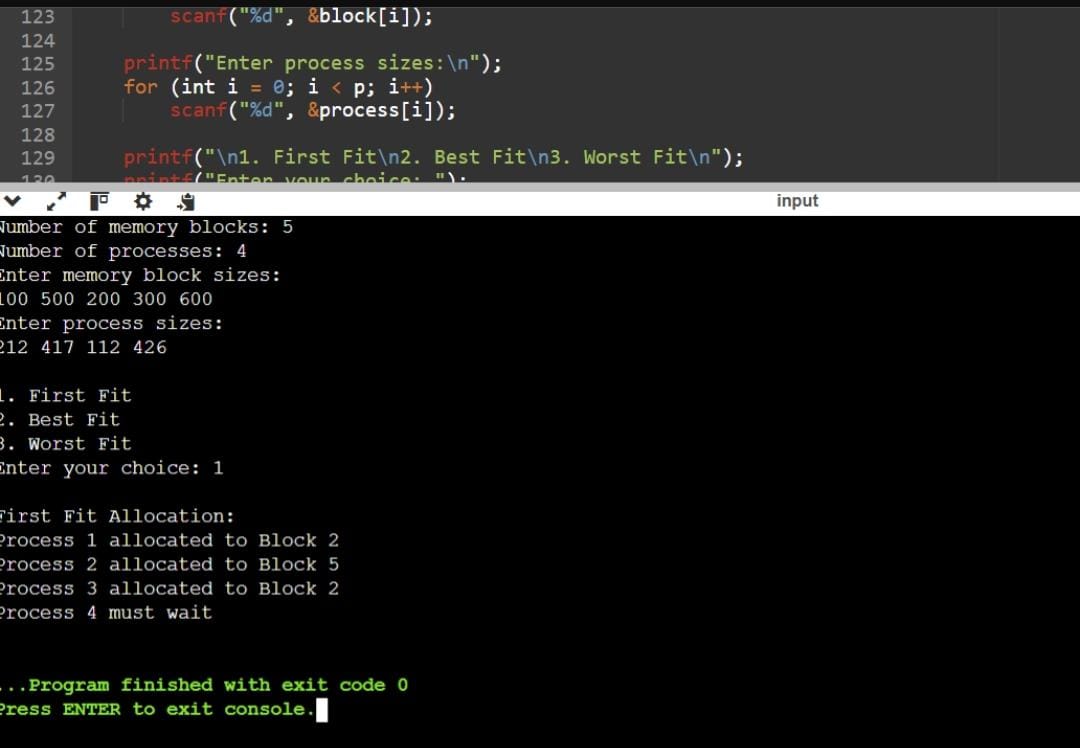 123 scanf("%d", &block[i]);
124
125 printf("Enter process sizes:\n");
126 for (int i = 0; i < p; i++)
127 scanf("%d", &process[i]);
128
129 printf("\n1. First Fit\n2. Best Fit\n3. Worst Fit\n");
130 printf("Enter your choice: ");
input
Number of memory blocks: 5
Number of processes: 4
Enter memory block sizes:
100 500 200 300 600
Enter process sizes:
212 417 112 426
1. First Fit
2. Best Fit
3. Worst Fit
Enter your choice: 1
First Fit Allocation:
Process 1 allocated to Block 2
Process 2 allocated to Block 5
Process 3 allocated to Block 2
Process 4 must wait
...Program finished with exit code 0
Press ENTER to exit console.